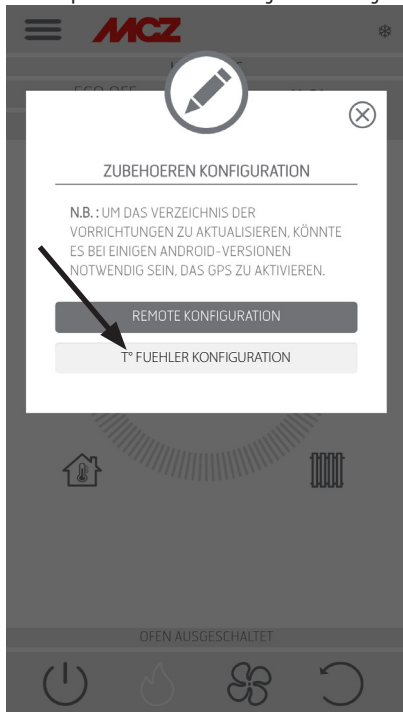 MCZ
ZUBEHOEREN KONFIGURATION
N.B. : UM DAS VERZEICHNIS DER
VORRICHTUNGEN ZU AKTUALISIEREN, KÖNNTE
ES BEI EINIGEN ANDROID-VERSIONEN
NOTWENDIG SEIN, DAS GPS ZU AKTIVIEREN.
REMOTE KONFIGURATION
T° FUEHLER KONFIGURATION
OFEN AUSGESCHALTET